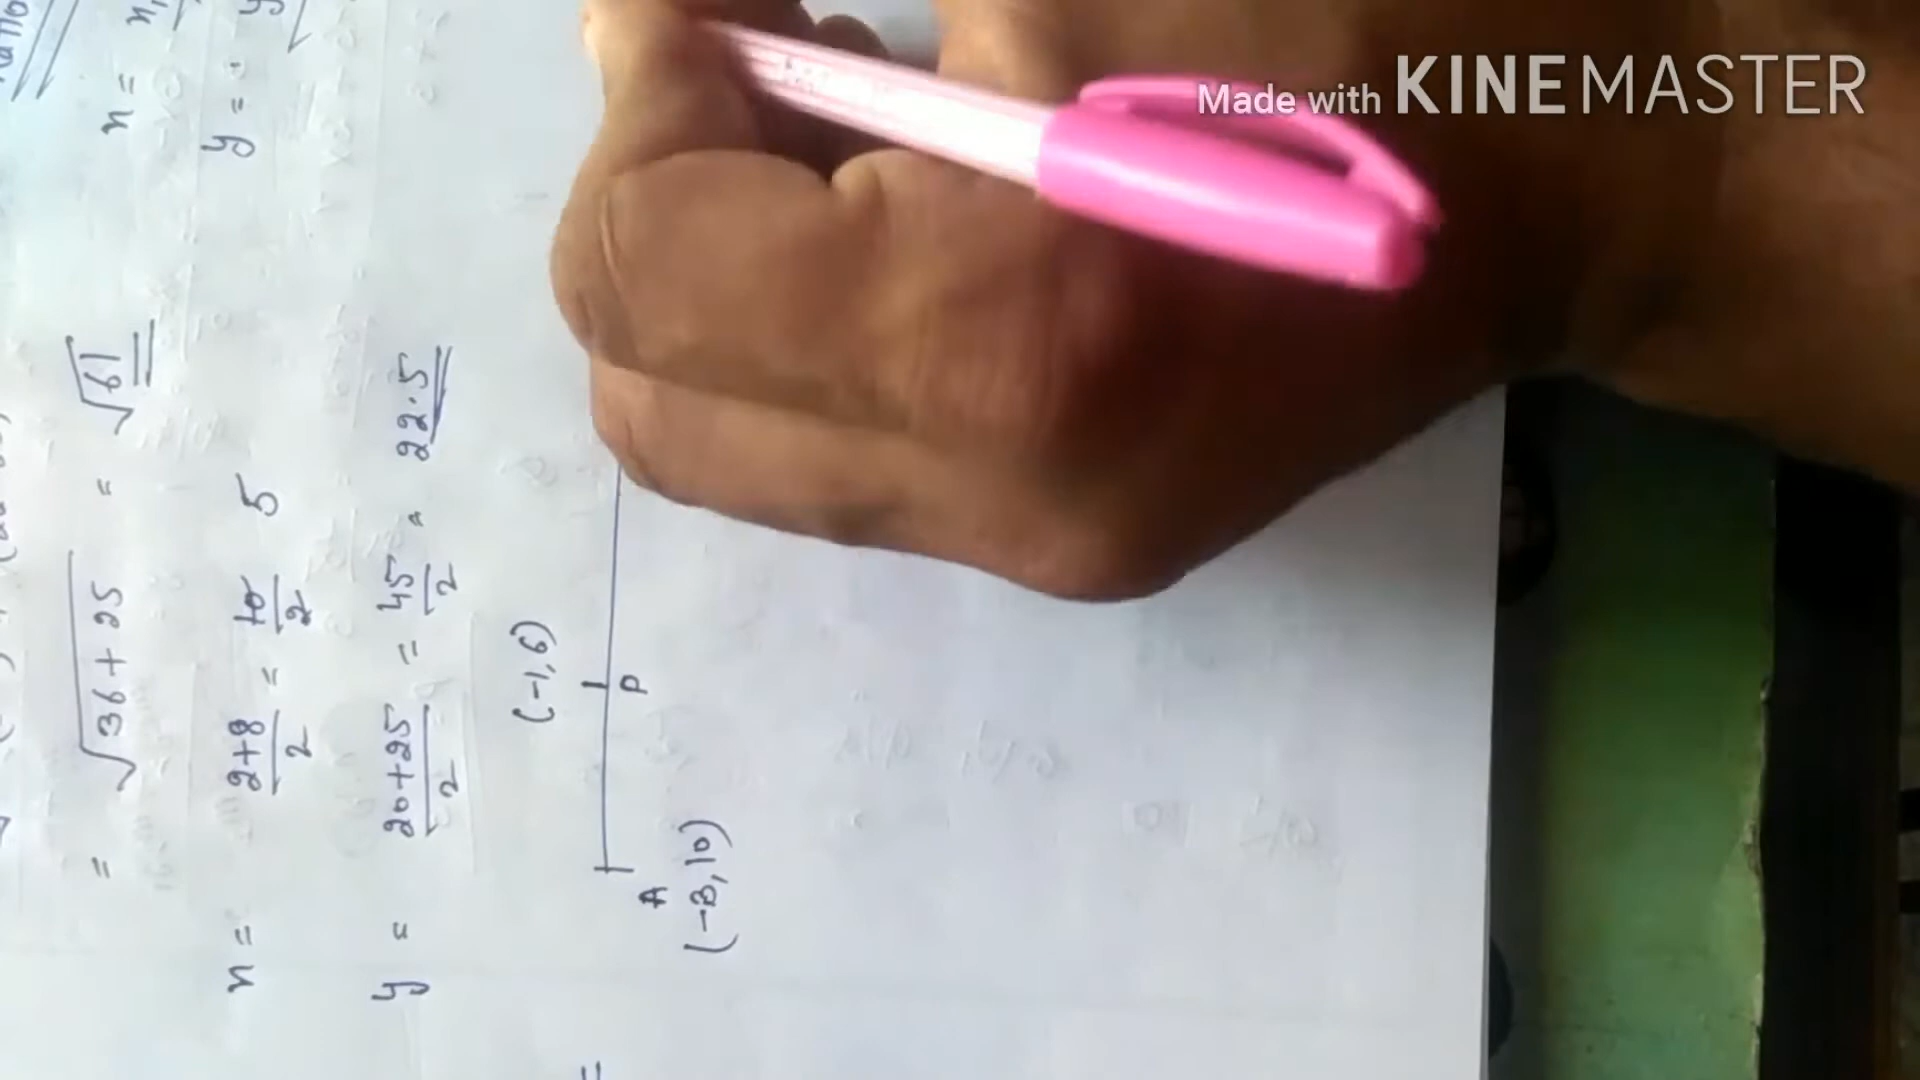 Made with KINEMASTER
= √36+25 = √61
x = x₁
x = 2+8/2 = 10/2 5
y =
y = 20+25/2 = 45/2 = 22.5
(-1,6)
A P
(-3,10)